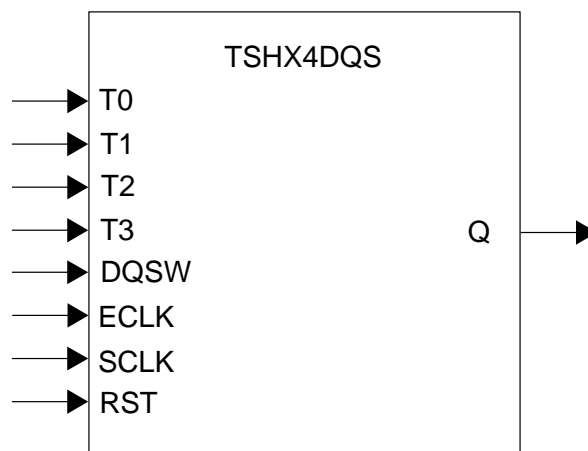 TSHX4DQS
T0
T1
T2
T3
Q
DQSW
ECLK
SCLK
RST